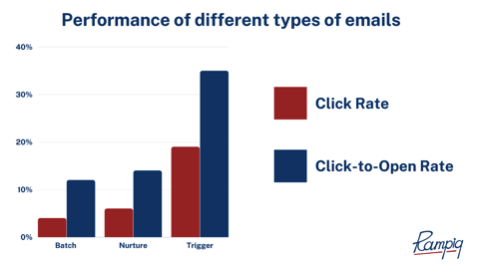 Performance of different types of emails
40%
30%
20%
10%
0%
Batch
Nurture
Trigger
Click Rate
Click-to-Open Rate
Rampiq